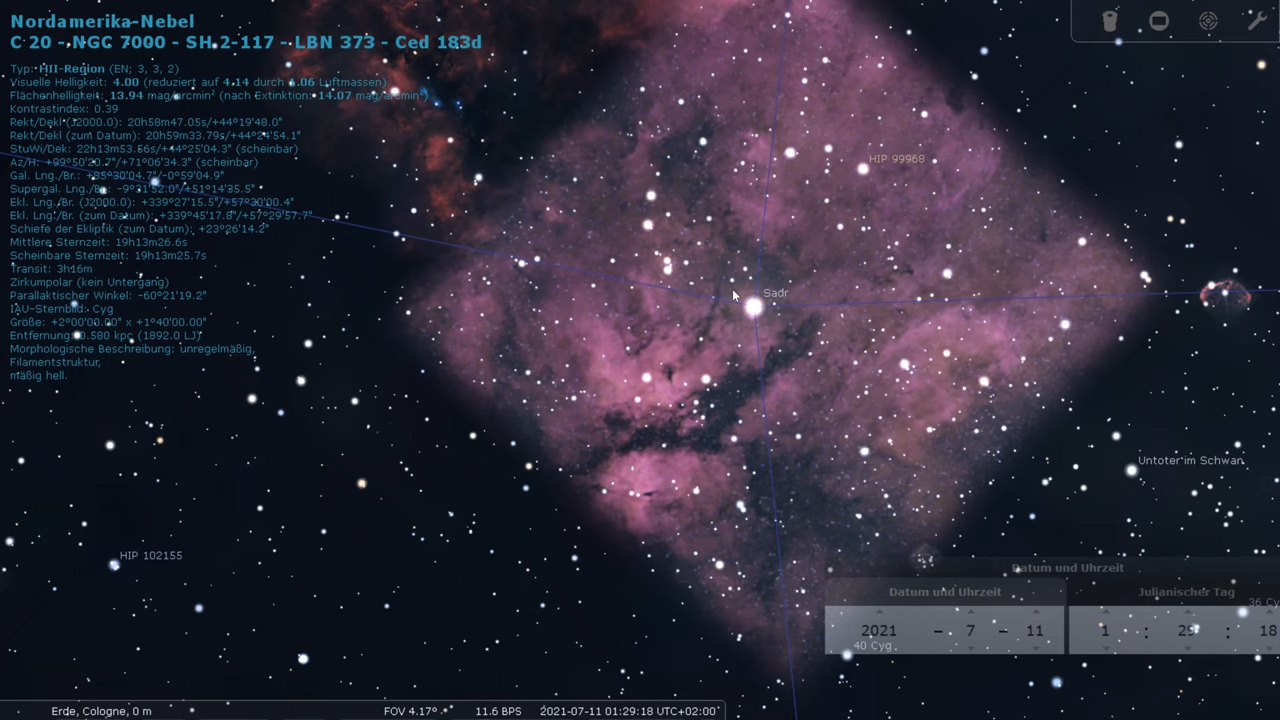 Nordamerika-Nebel
C 20 - NGC 7000 - SH 2-117 - LBN 373 - Ced 183d
Typ: HII-Region (EN; 3, 3, 2)
Visuelle Helligkeit: 4.00 (reduziert auf 4.14 durch 1.06 Luftmassen)
Flächenhelligkeit: 13.94 mag/arcmin² (nach Extinktion: 14.07 mag/arcmin²)
Kontrastindex: 0.39
Rekt/Dekl (J2000.0): 20h58m47.05s/+44°19'48.0"
Rekt/Dekl (zum Datum): 20h59m33.79s/+44°24'54.1"
StuWi/Dek: 22h13m53.56s/+44°25'04.3" (scheinbar)
Az/H: +99°50'20.7"/+71°06'34.3" (scheinbar)
Gal. Lng./Br.: +85°30'04.7"/-0°59'04.9"
Supergal. Lng./Br.: -9°31'52.0"/+51°14'35.5"
Ekl. Lng./Br. (J2000.0): +339°27'15.5"/+57°30'00.4"
Ekl. Lng./Br. (zum Datum): +339°45'17.8"/+57°29'57.7"
Schiefe der Ekliptik (zum Datum): +23°26'14.2"
Mittlere Sternzeit: 19h13m26.6s
Scheinbare Sternzeit: 19h13m25.7s
Transit: 3h16m
Zirkumpolar (kein Untergang)
Parallaktischer Winkel: -60°21'19.2"
IAU-Sternbild: Cyg
Größe: +2°00'00.00" x +1°40'00.00"
Entfernung: 0.580 kpc (1892.0 LJ)
Morphologische Beschreibung: unregelmäßig,
Filamentstruktur,
mäßig hell.
HIP 99968
Sadr
Untoter im Schwan
HIP 102155
Datum und Uhrzeit
Datum und Uhrzeit Julianischer Tag
36 Cy
2021 - 7 - 11 1 : 29 : 18
40 Cyg
Erde, Cologne, 0 m FOV 4.17° 11.6 BPS 2021-07-11 01:29:18 UTC+02:00